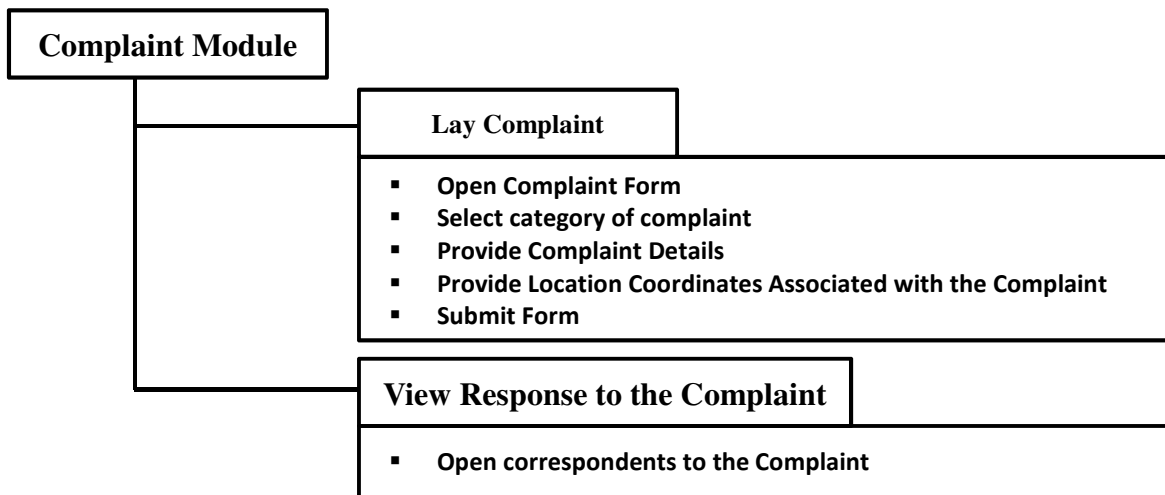 Complaint Module
Lay Complaint
▪ Open Complaint Form
▪ Select category of complaint
▪ Provide Complaint Details
▪ Provide Location Coordinates Associated with the Complaint
▪ Submit Form
View Response to the Complaint
▪ Open correspondents to the Complaint